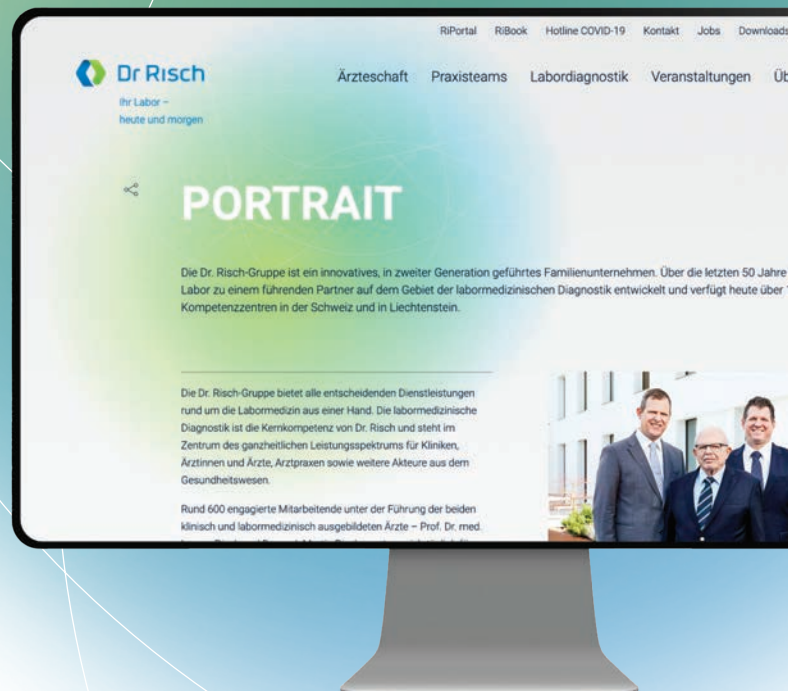 RiPortal RiBook Hotline COVID-19 Kontakt Jobs Downloads
Dr Risch
Ihr Labor –
heute und morgen
Ärzteschaft Praxisteams Labordiagnostik Veranstaltungen
PORTRAIT
Die Dr. Risch-Gruppe ist ein innovatives, in zweiter Generation geführtes Familienunternehmen. Über die letzten 50 Jahre
Labor zu einem führenden Partner auf dem Gebiet der labormedizinischen Diagnostik entwickelt und verfügt heute über
Kompetenzzentren in der Schweiz und in Liechtenstein.
Die Dr. Risch-Gruppe bietet alle entscheidenden Dienstleistungen
rund um die Labormedizin aus einer Hand. Die labormedizinische
Diagnostik ist die Kernkompetenz von Dr. Risch und steht im
Zentrum des ganzheitlichen Leistungsspektrums für Kliniken,
Ärztinnen und Ärzte, Arztpraxen sowie weitere Akteure aus dem
Gesundheitswesen.
Rund 600 engagierte Mitarbeitende unter der Führung der beiden
klinisch und labormedizinisch ausgebildeten Ärzte – Prof. Dr. med.